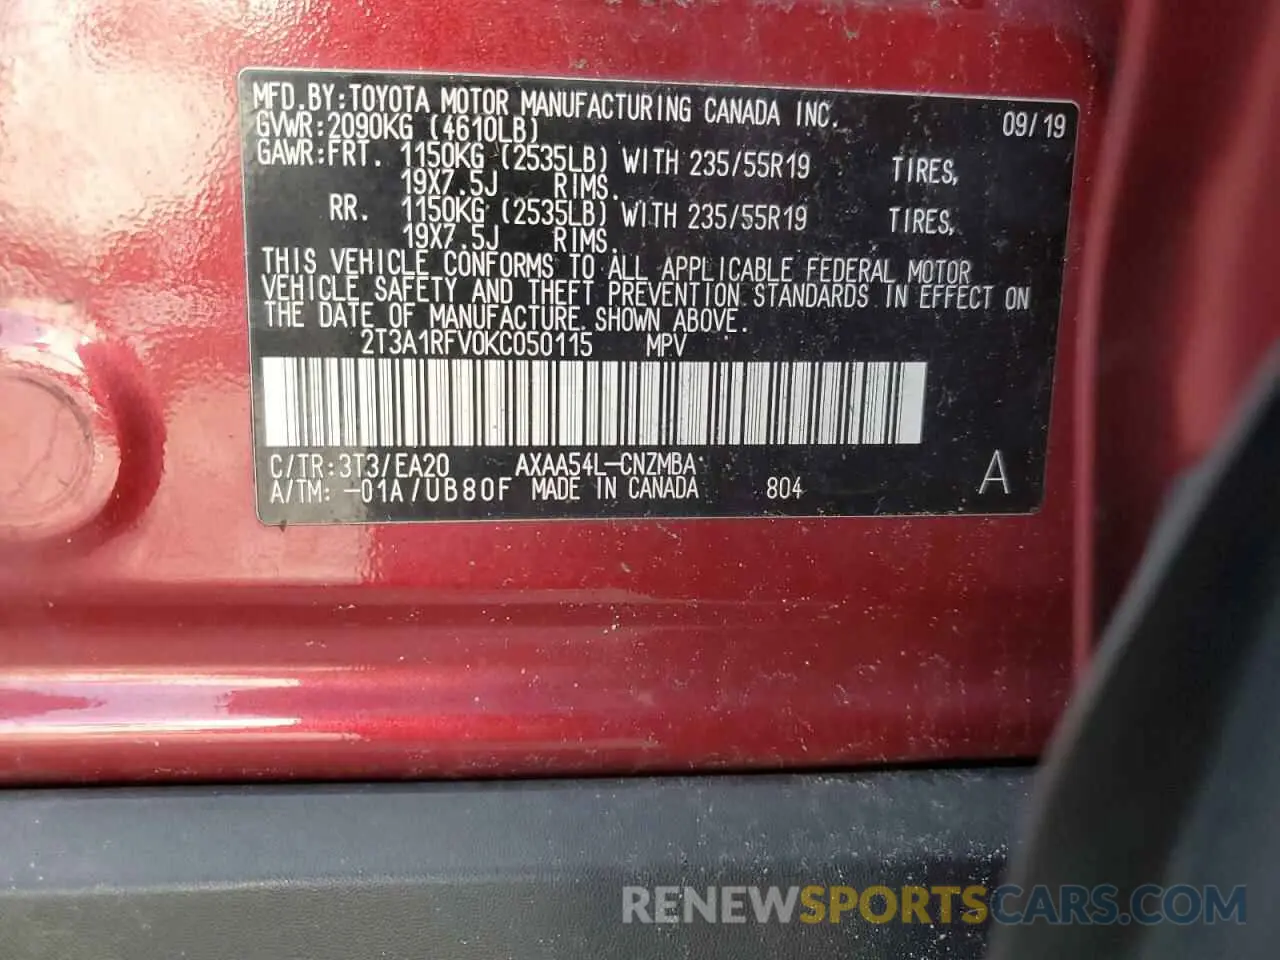 MFD.BY:TOYOTA MOTOR MANUFACTURING CANADA INC. 09/19
GVWR:2090KG (4610LB)
GAWR:FRT. 1150KG (2535LB) WITH 235/55R19 TIRES,
19X7.5J RIMS.
RR. 1150KG (2535LB) WITH 235/55R19 TIRES,
19X7.5J RIMS.
THIS VEHICLE CONFORMS TO ALL APPLICABLE FEDERAL MOTOR
VEHICLE SAFETY AND THEFT PREVENTION STANDARDS IN EFFECT ON
THE DATE OF MANUFACTURE SHOWN ABOVE.
2T3A1RFV0KC050115 MPV
C/TR:3T3/EA20 AXAA54L-CNZMBA
A/TM: -01A/UB80F MADE IN CANADA 804 A
RENEWSPORTSCARS.COM